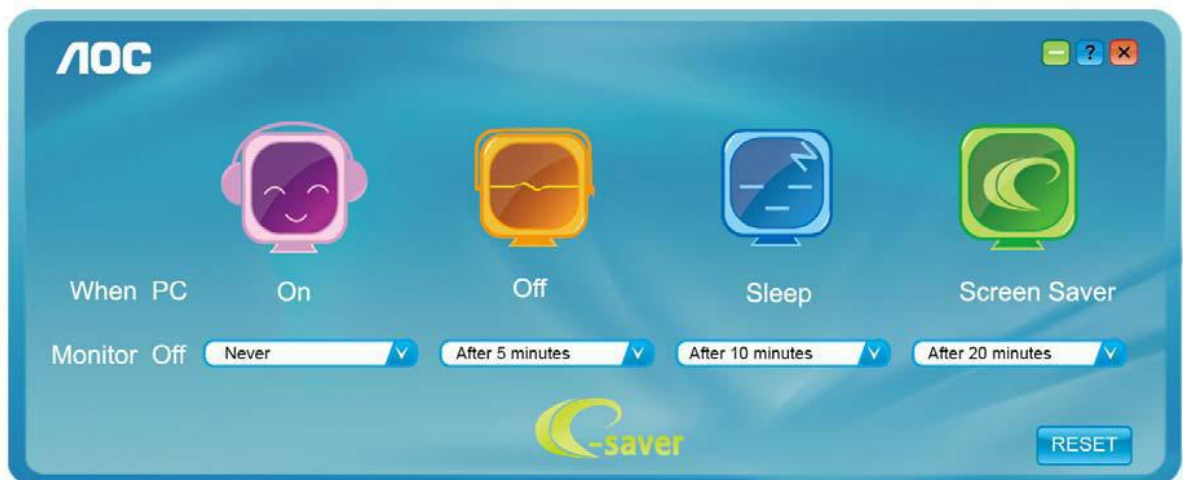 AOC
?
When PC On Off Sleep Screen Saver
Monitor Off Never After 5 minutes After 10 minutes After 20 minutes
e-saver
RESET